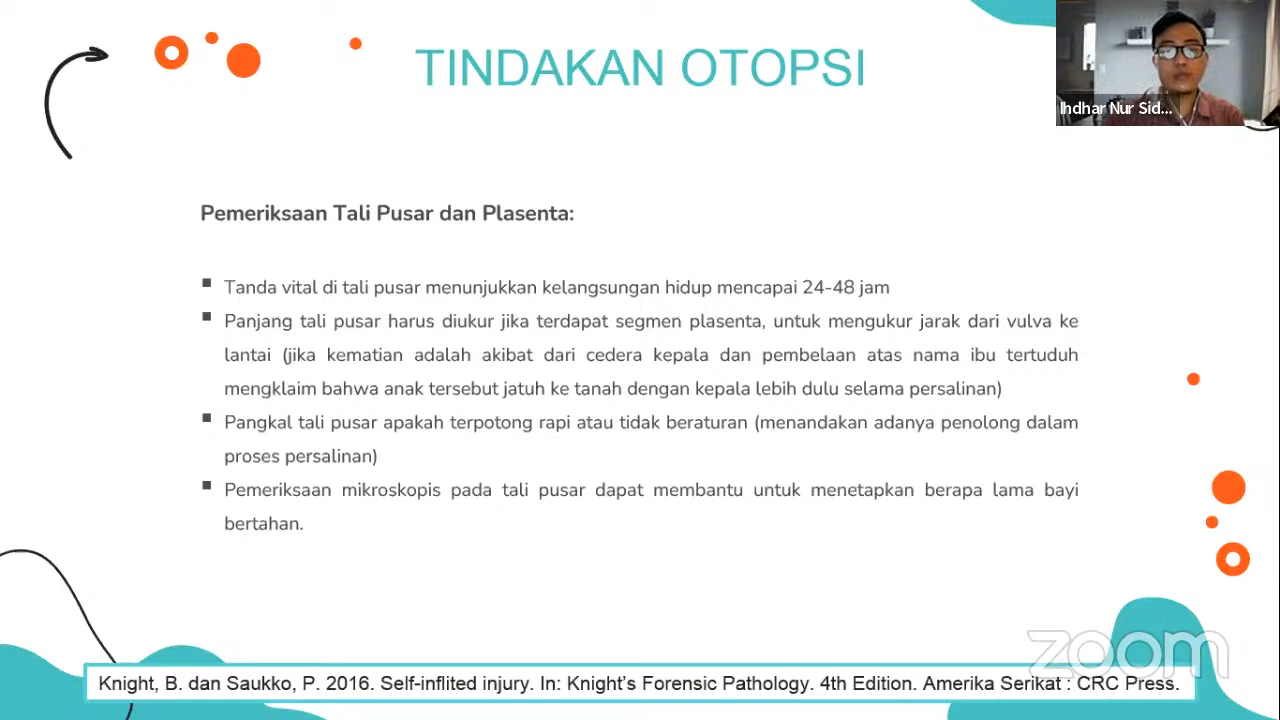 TINDAKAN OTOPSI
Ihdhar Nur Sid...
Pemeriksaan Tali Pusar dan Plasenta:
▪ Tanda vital di tali pusar menunjukkan kelangsungan hidup mencapai 24-48 jam
▪ Panjang tali pusar harus diukur jika terdapat segmen plasenta, untuk mengukur jarak dari vulva ke
lantai (jika kematian adalah akibat dari cedera kepala dan pembelaan atas nama ibu tertuduh
mengklaim bahwa anak tersebut jatuh ke tanah dengan kepala lebih dulu selama persalinan)
▪ Pangkal tali pusar apakah terpotong rapi atau tidak beraturan (menandakan adanya penolong dalam
proses persalinan)
▪ Pemeriksaan mikroskopis pada tali pusar dapat membantu untuk menetapkan berapa lama bayi
bertahan.
zoom
Knight, B. dan Saukko, P. 2016. Self-inflited injury. In: Knight's Forensic Pathology. 4th Edition. Amerika Serikat : CRC Press.